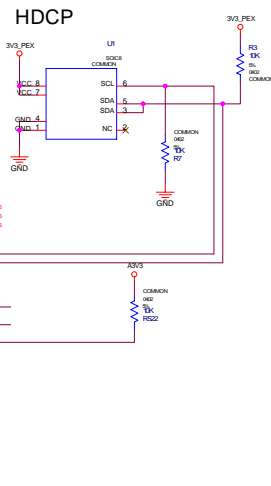 HDCP
3V3_PEX
3V3_PEX
U1
SOIC8
COMMON
R3
10K
5%
0402
COMMON
VCC 8
VCC 7
GND 4
GND 1
SCL 6
SDA 5
SDA 3
NC 2
GND
COMMON
0402
5%
10K
R7
GND
A3V3
COMMON
0402
5%
10K
R522